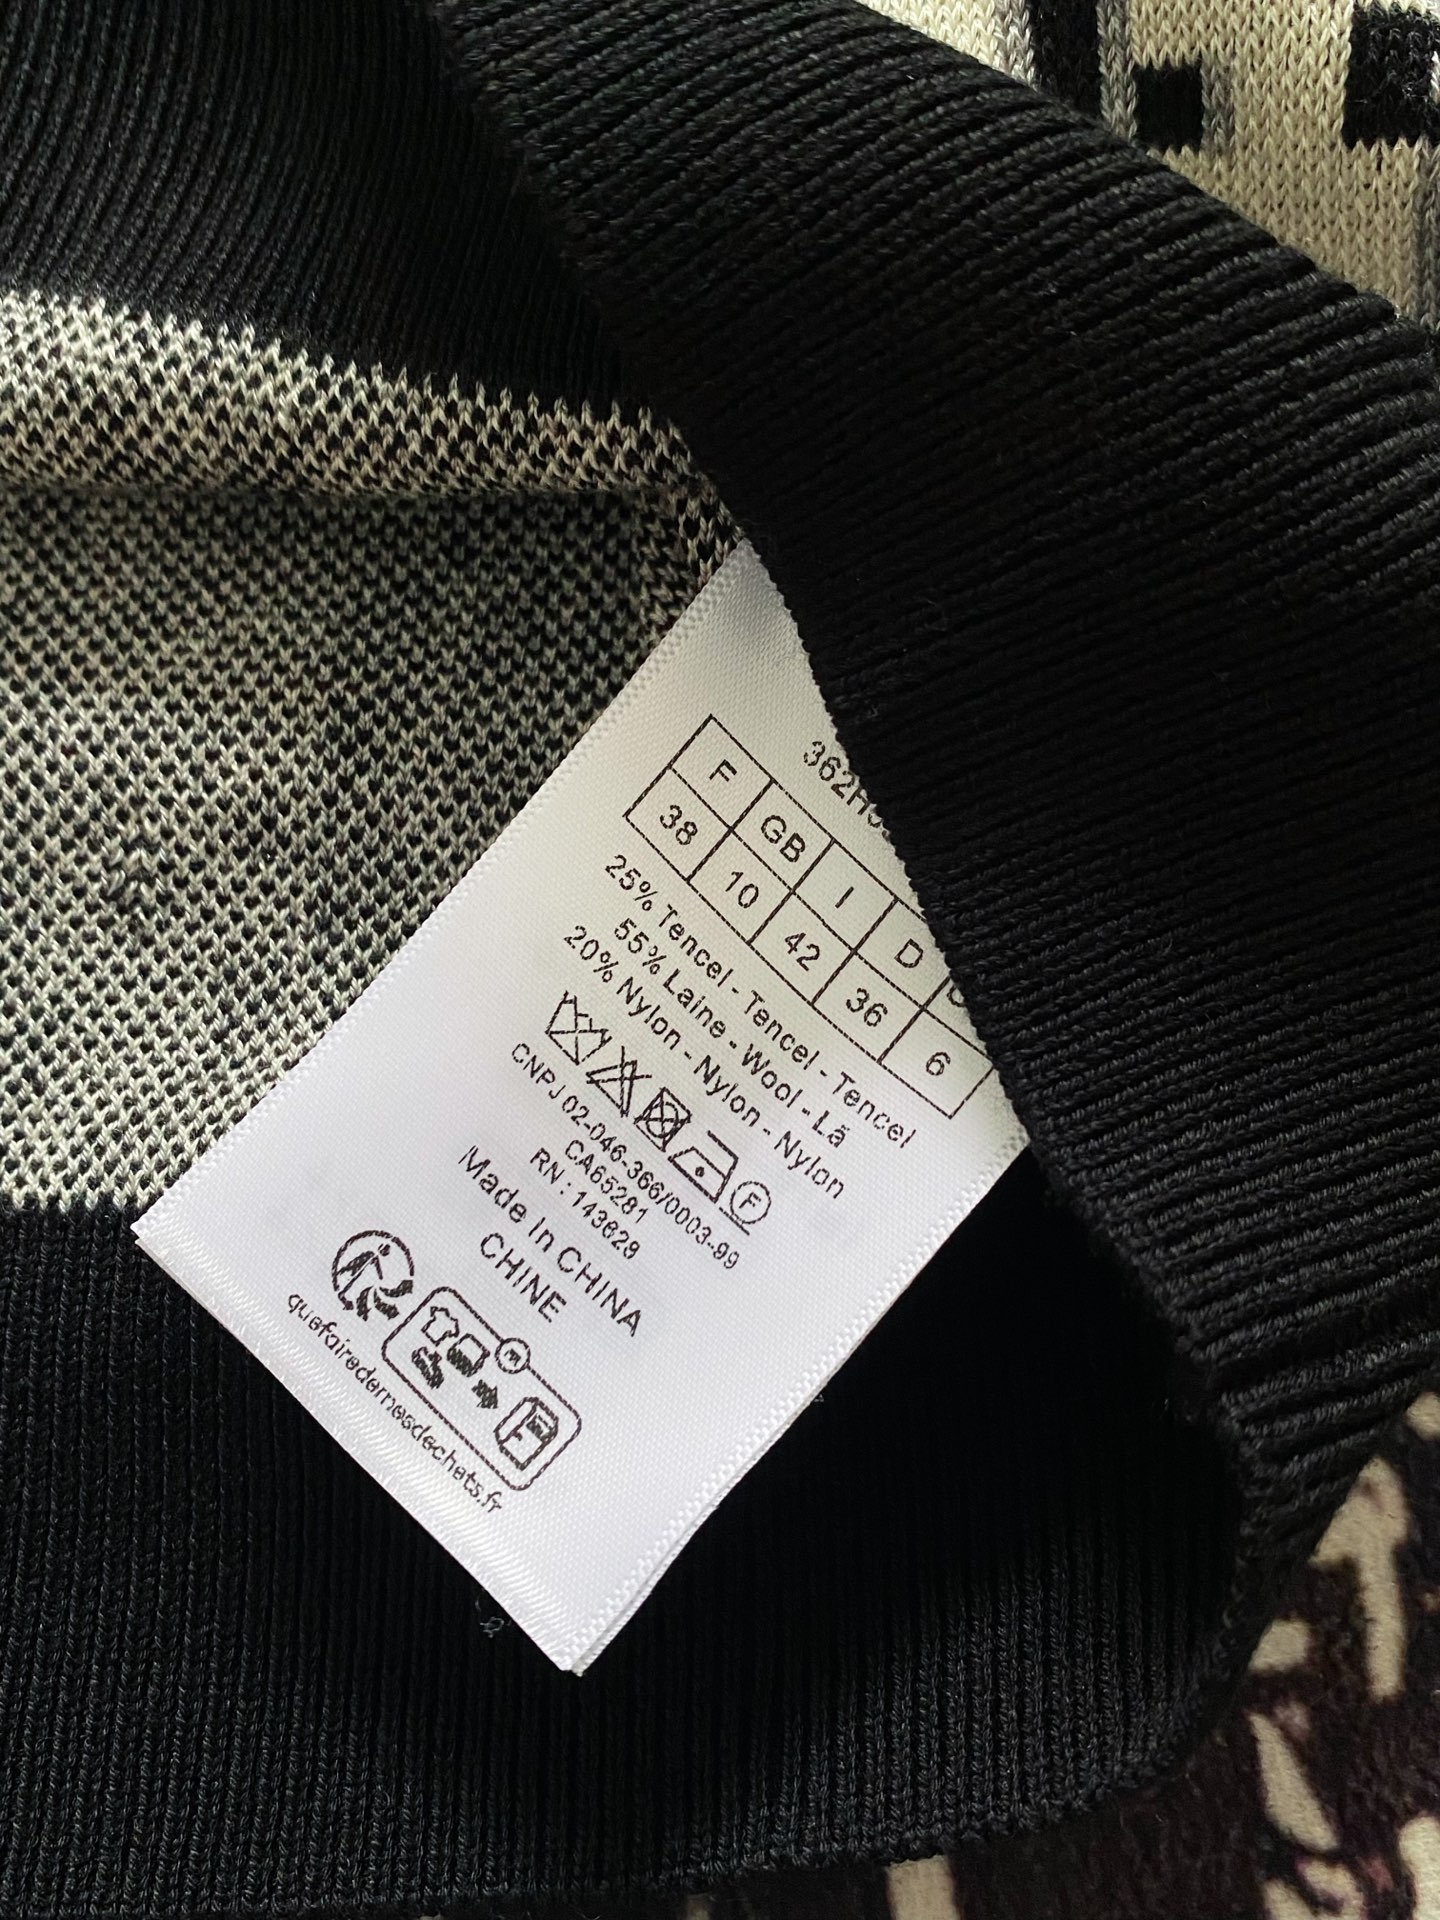 F GB I D
38 10 42 36 6
25% Tencel - Tencel - Tencel
55% Laine - Wool - Lã
20% Nylon - Nylon - Nylon
F
CNPJ 02-046-366/0003-99
CA65281
RN : 143628
Made In CHINA
CHINE
FR
quefairedemesdechets.fr